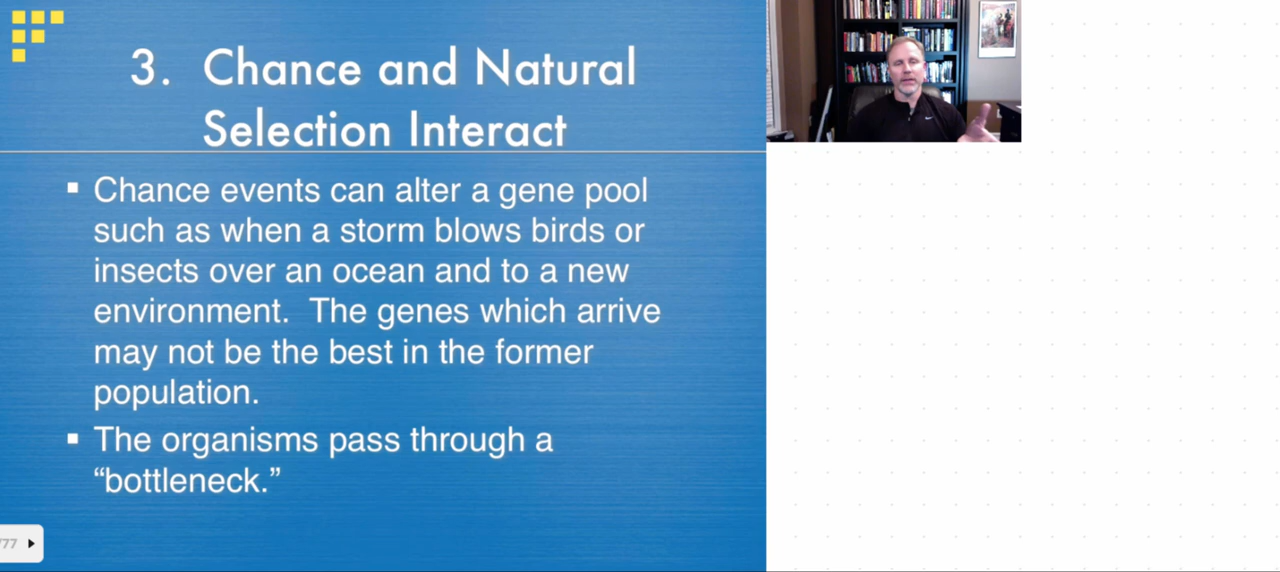 3. Chance and Natural
Selection Interact
▪ Chance events can alter a gene pool
such as when a storm blows birds or
insects over an ocean and to a new
environment.  The genes which arrive
may not be the best in the former
population.
▪ The organisms pass through a
“bottleneck.”
/77